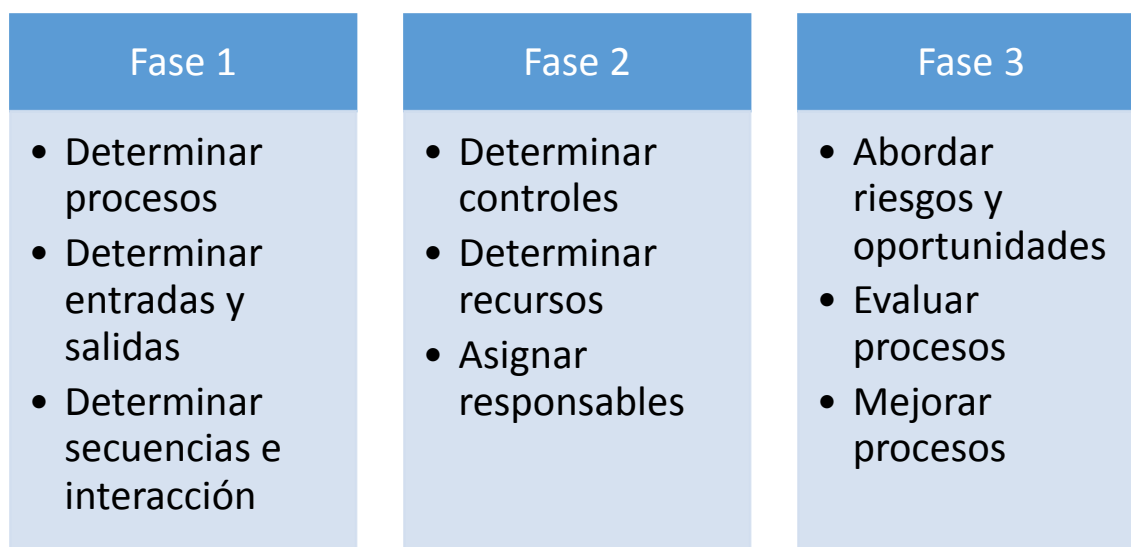 Fase 1
• Determinar
procesos
• Determinar
entradas y
salidas
• Determinar
secuencias e
interacción
Fase 2
• Determinar
controles
• Determinar
recursos
• Asignar
responsables
Fase 3
• Abordar
riesgos y
oportunidades
• Evaluar
procesos
• Mejorar
procesos